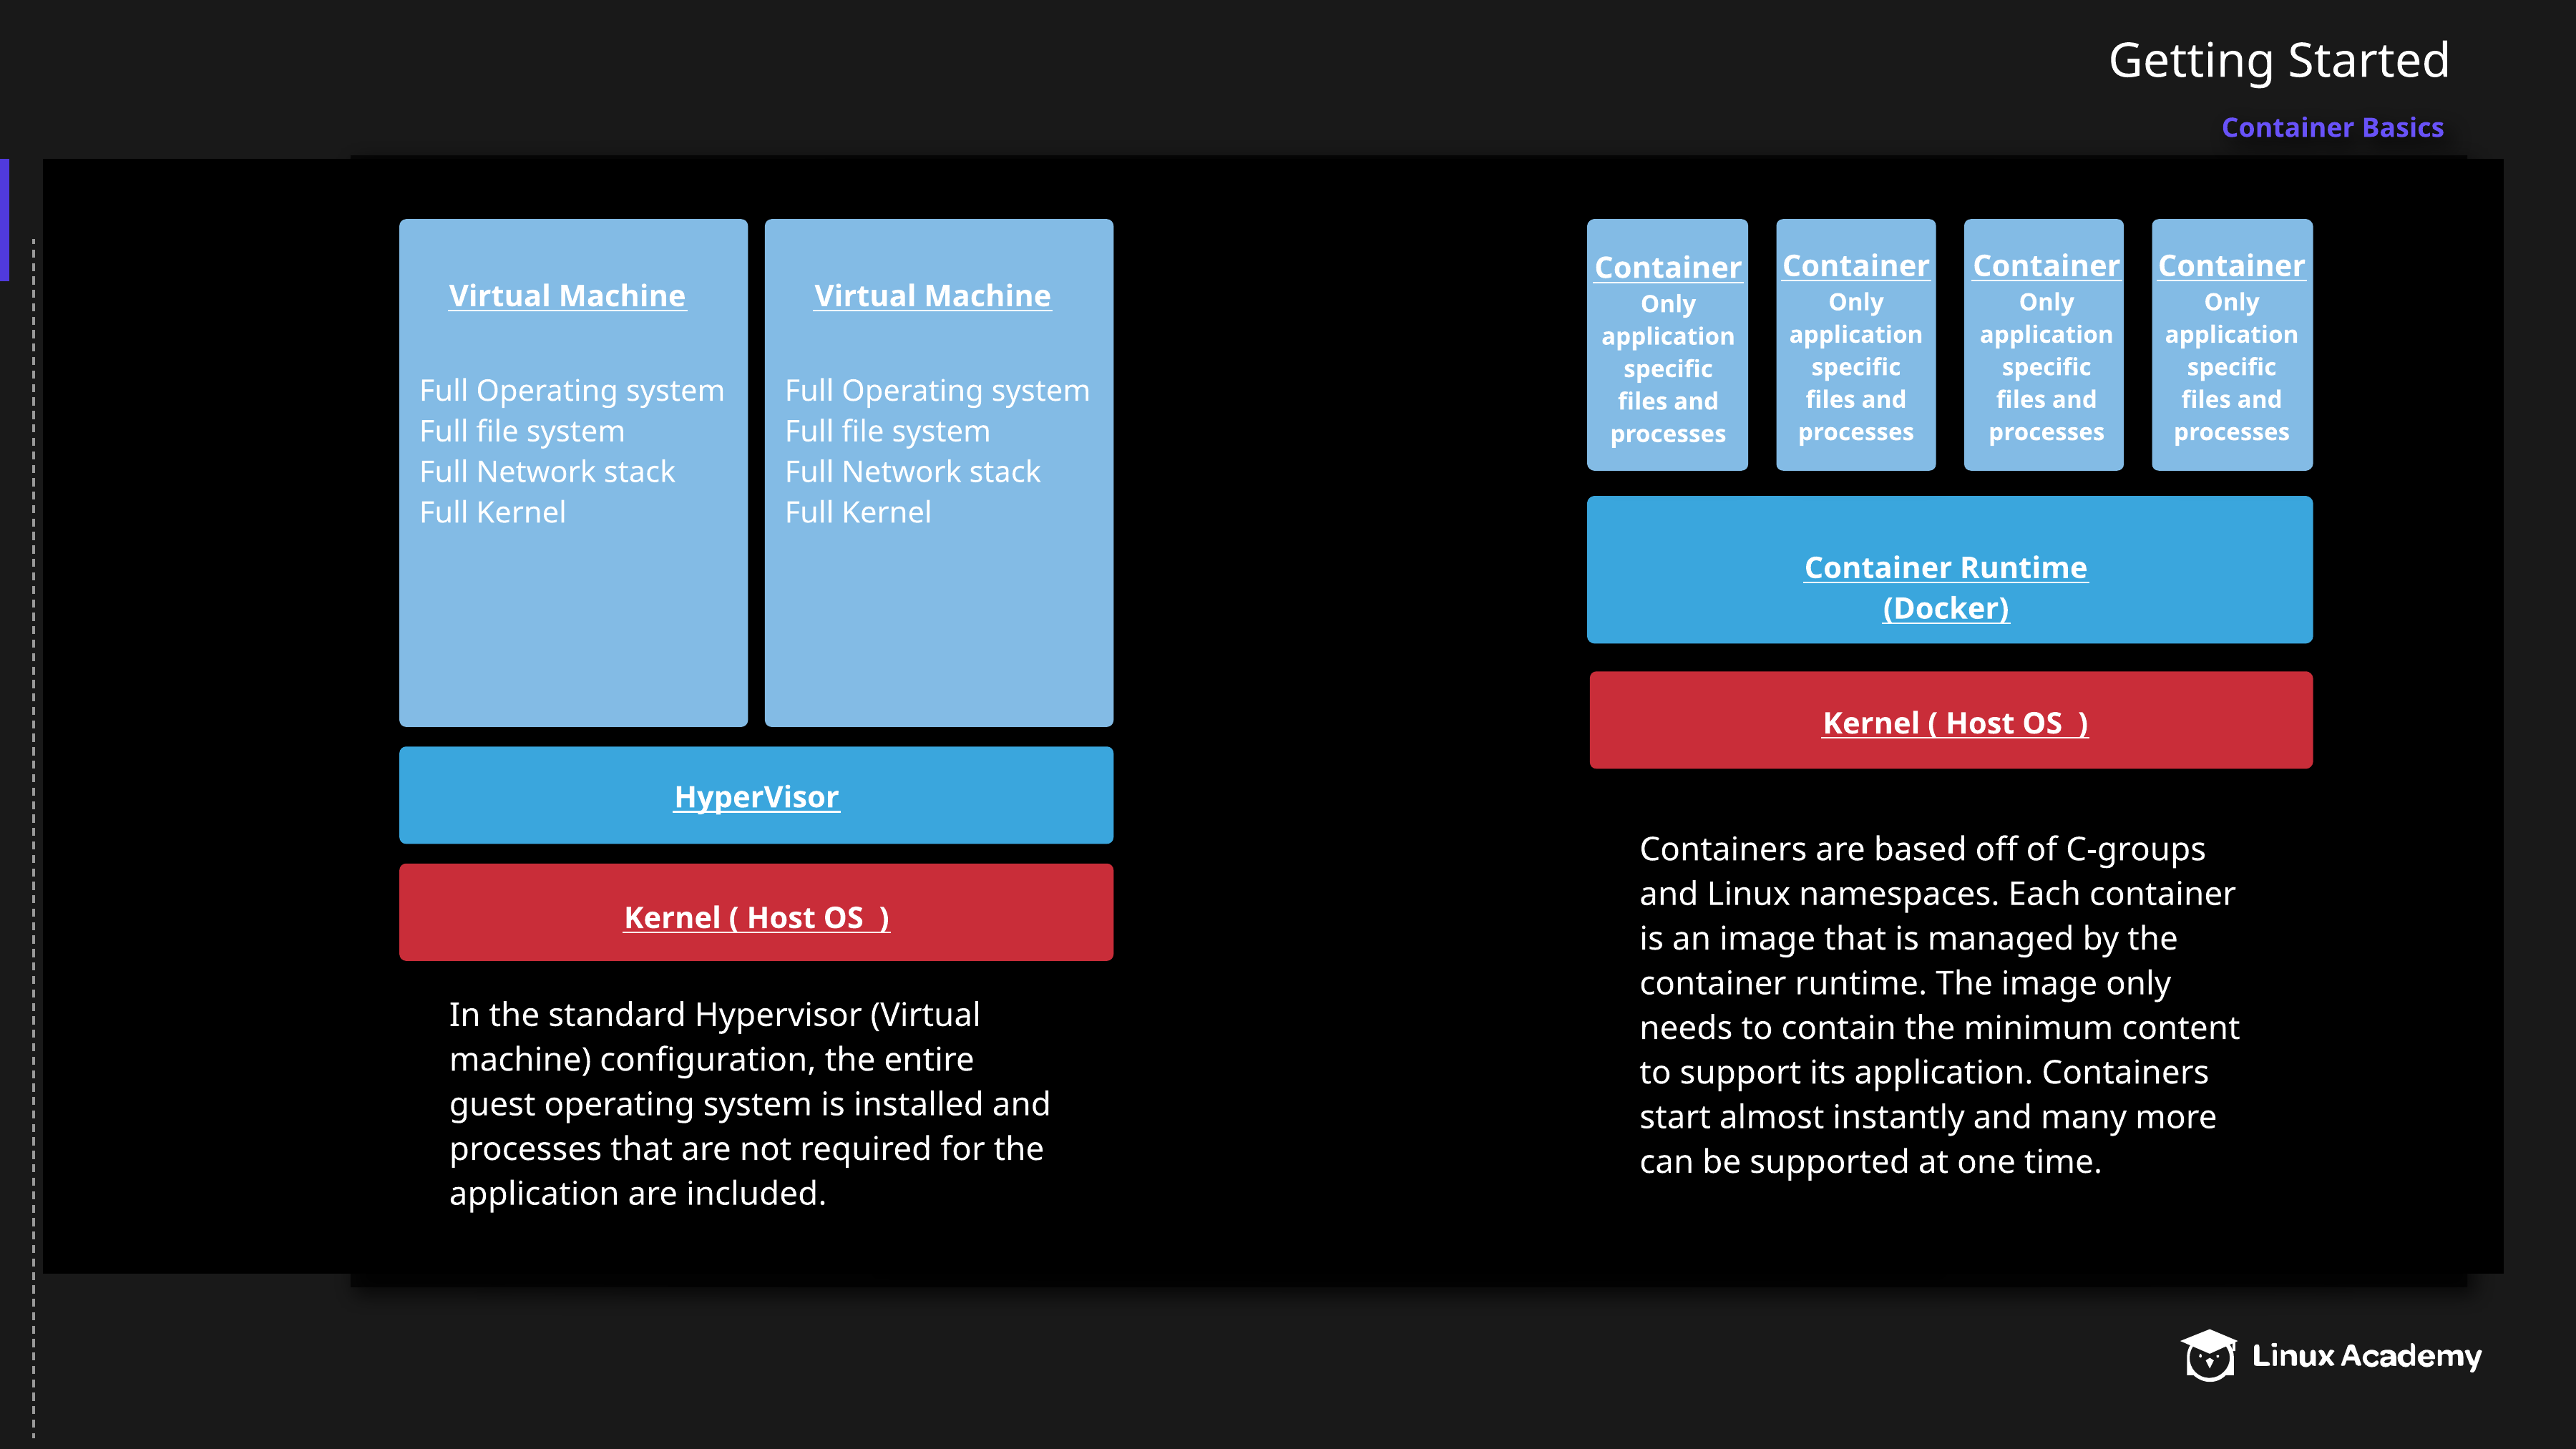 Getting Started
Container Basics
Virtual Machine
Full Operating system
Full file system
Full Network stack
Full Kernel
Virtual Machine
Full Operating system
Full file system
Full Network stack
Full Kernel
HyperVisor
Kernel ( Host OS )
In the standard Hypervisor (Virtual
machine) configuration, the entire
guest operating system is installed and
processes that are not required for the
application are included.
Container
Only
application
specific
files and
processes
Container
Only
application
specific
files and
processes
Container
Only
application
specific
files and
processes
Container
Only
application
specific
files and
processes
Container Runtime
(Docker)
Kernel ( Host OS )
Containers are based off of C-groups
and Linux namespaces. Each container
is an image that is managed by the
container runtime. The image only
needs to contain the minimum content
to support its application. Containers
start almost instantly and many more
can be supported at one time.
Linux Academy